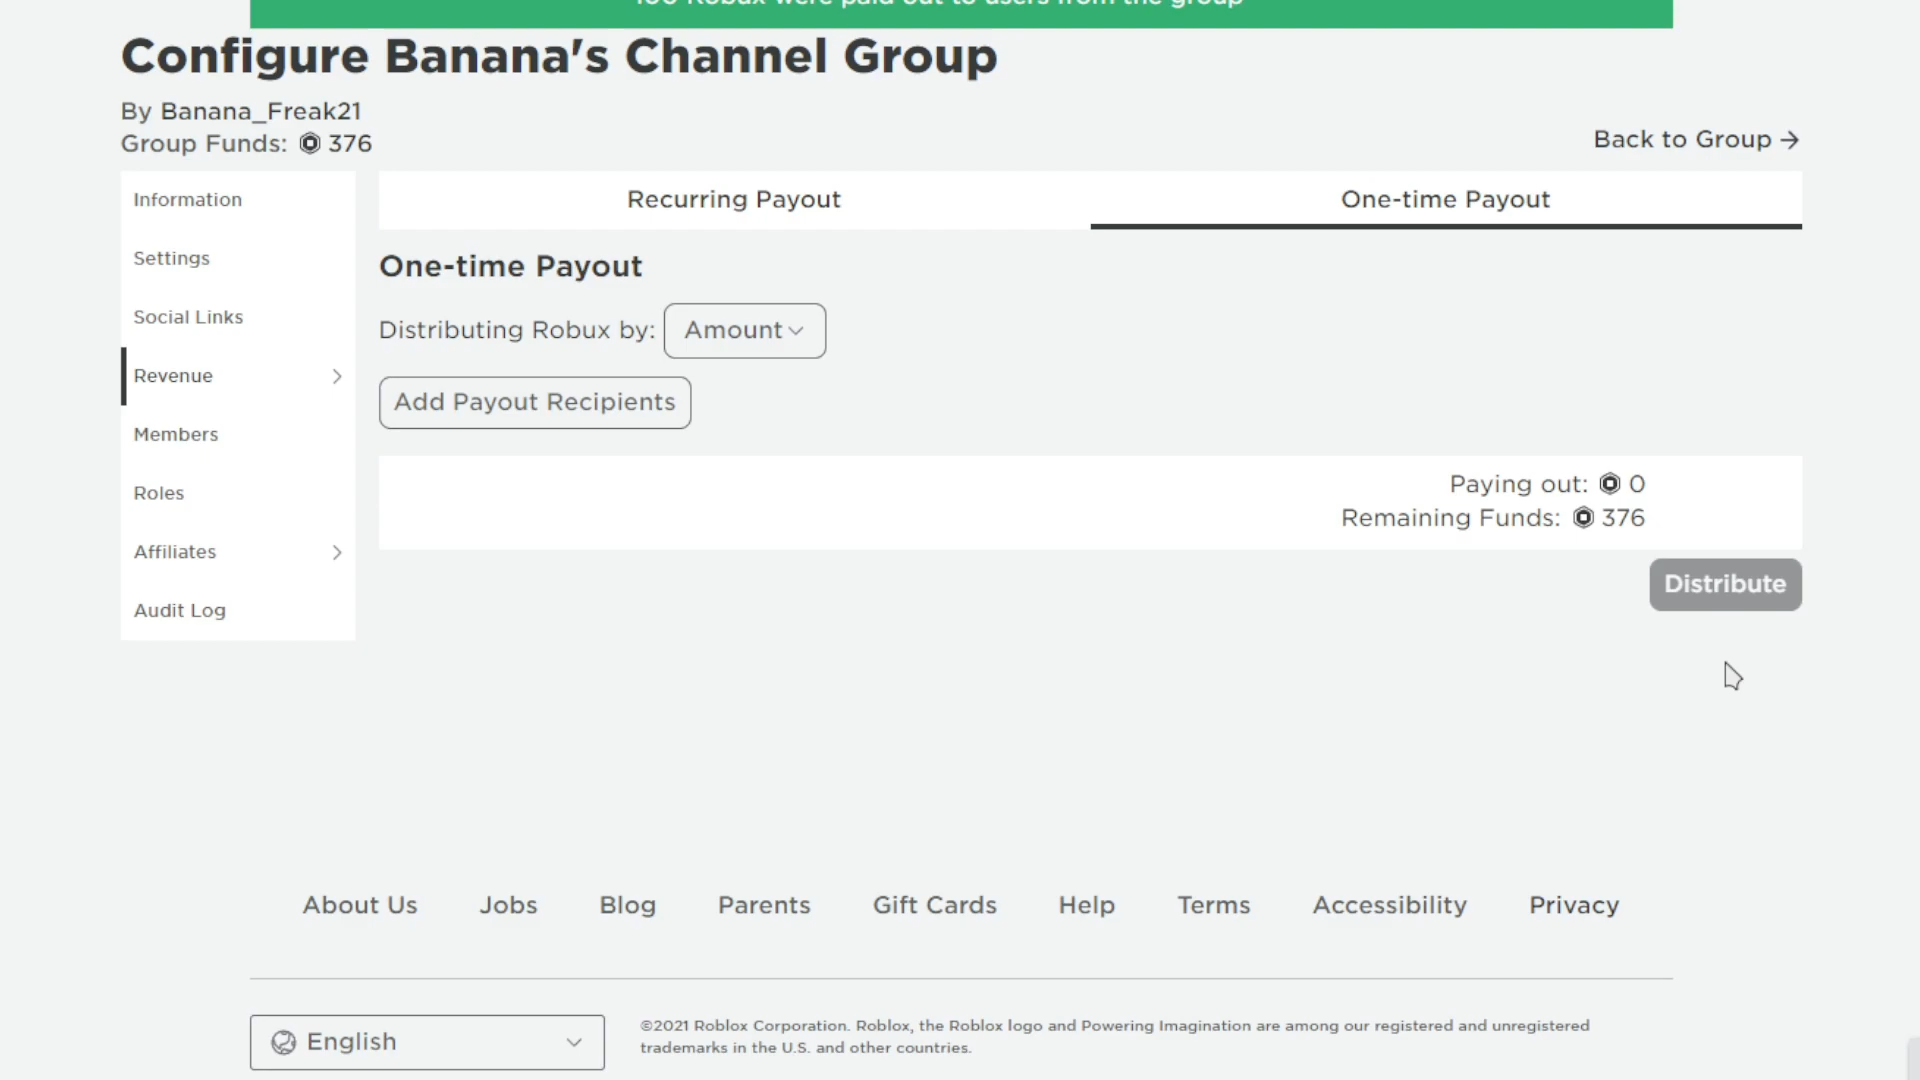 100 Robux were paid out to users from the group
Configure Banana's Channel Group
By Banana_Freak21
Group Funds: 376
Back to Group →
Information
Settings
Social Links
Revenue
Members
Roles
Affiliates
Audit Log
Recurring Payout
One-time Payout
One-time Payout
Distributing Robux by: Amount
Add Payout Recipients
Paying out: 0
Remaining Funds: 376
Distribute
About Us Jobs Blog Parents Gift Cards Help Terms Accessibility Privacy
English
©2021 Roblox Corporation. Roblox, the Roblox logo and Powering Imagination are among our registered and unregistered
trademarks in the U.S. and other countries.